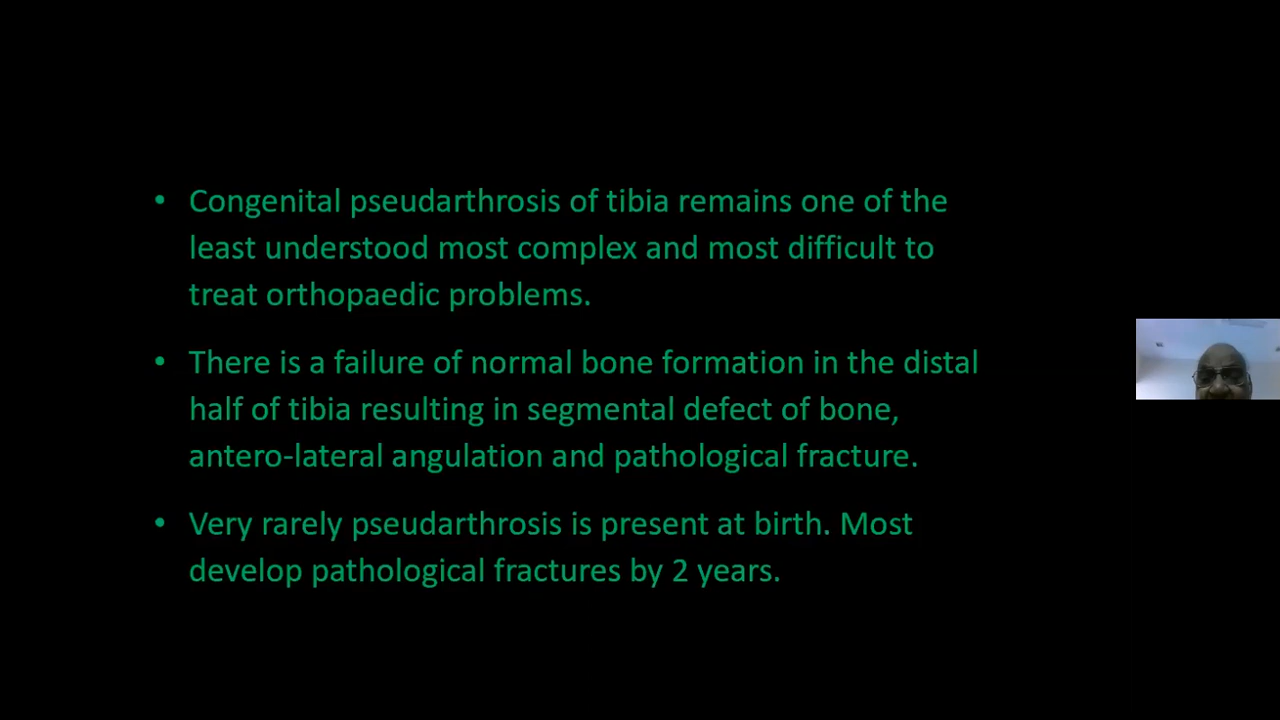 • Congenital pseudarthrosis of tibia remains one of the
least understood most complex and most difficult to
treat orthopaedic problems.
• There is a failure of normal bone formation in the distal
half of tibia resulting in segmental defect of bone,
antero-lateral angulation and pathological fracture.
• Very rarely pseudarthrosis is present at birth. Most
develop pathological fractures by 2 years.